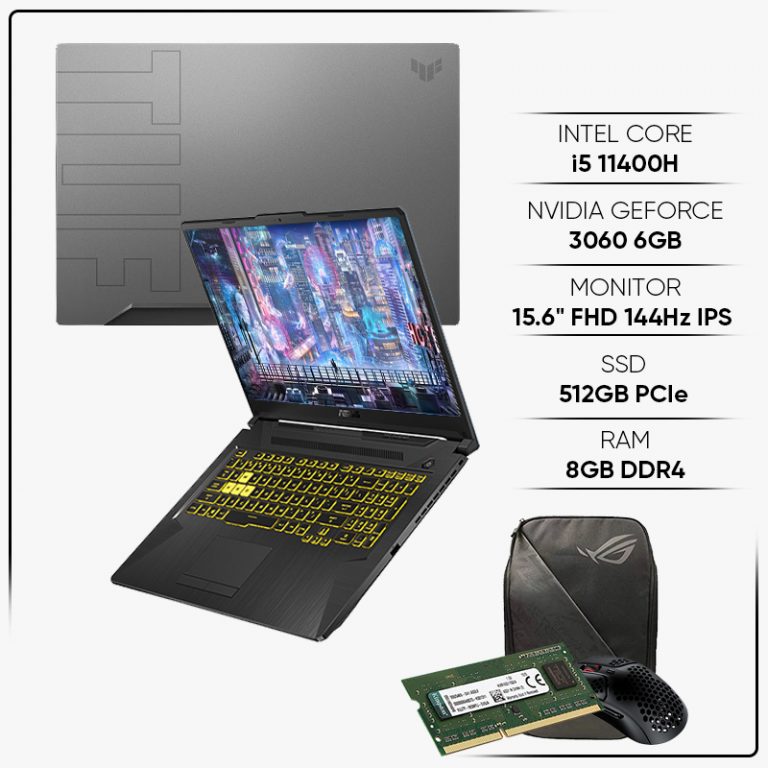 INTEL CORE
i5 11400H
NVIDIA GEFORCE
3060 6GB
MONITOR
15.6" FHD 144Hz IPS
SSD
512GB PCIe
RAM
8GB DDR4